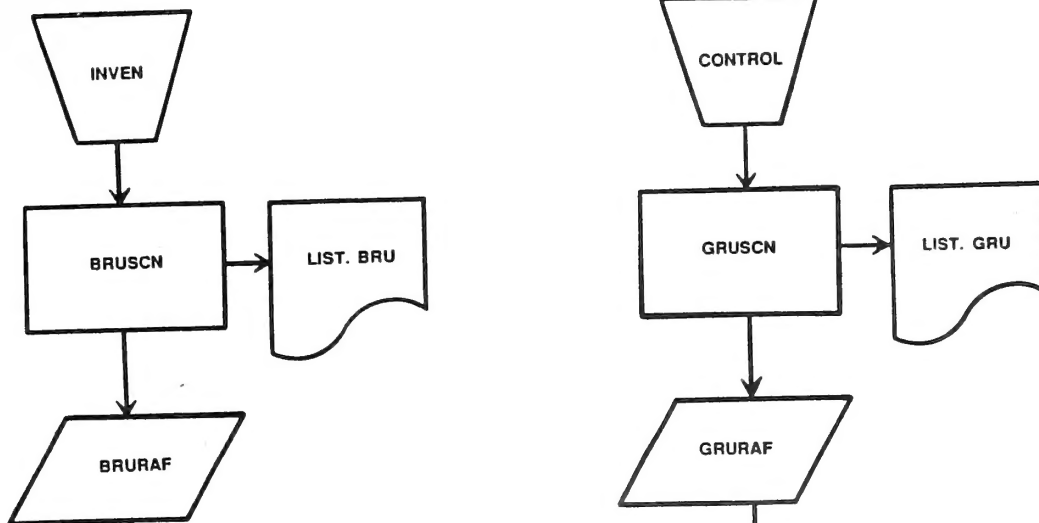 INVEN
BRUSCN
LIST. BRU
BRURAF
CONTROL
GRUSCN
LIST. GRU
GRURAF